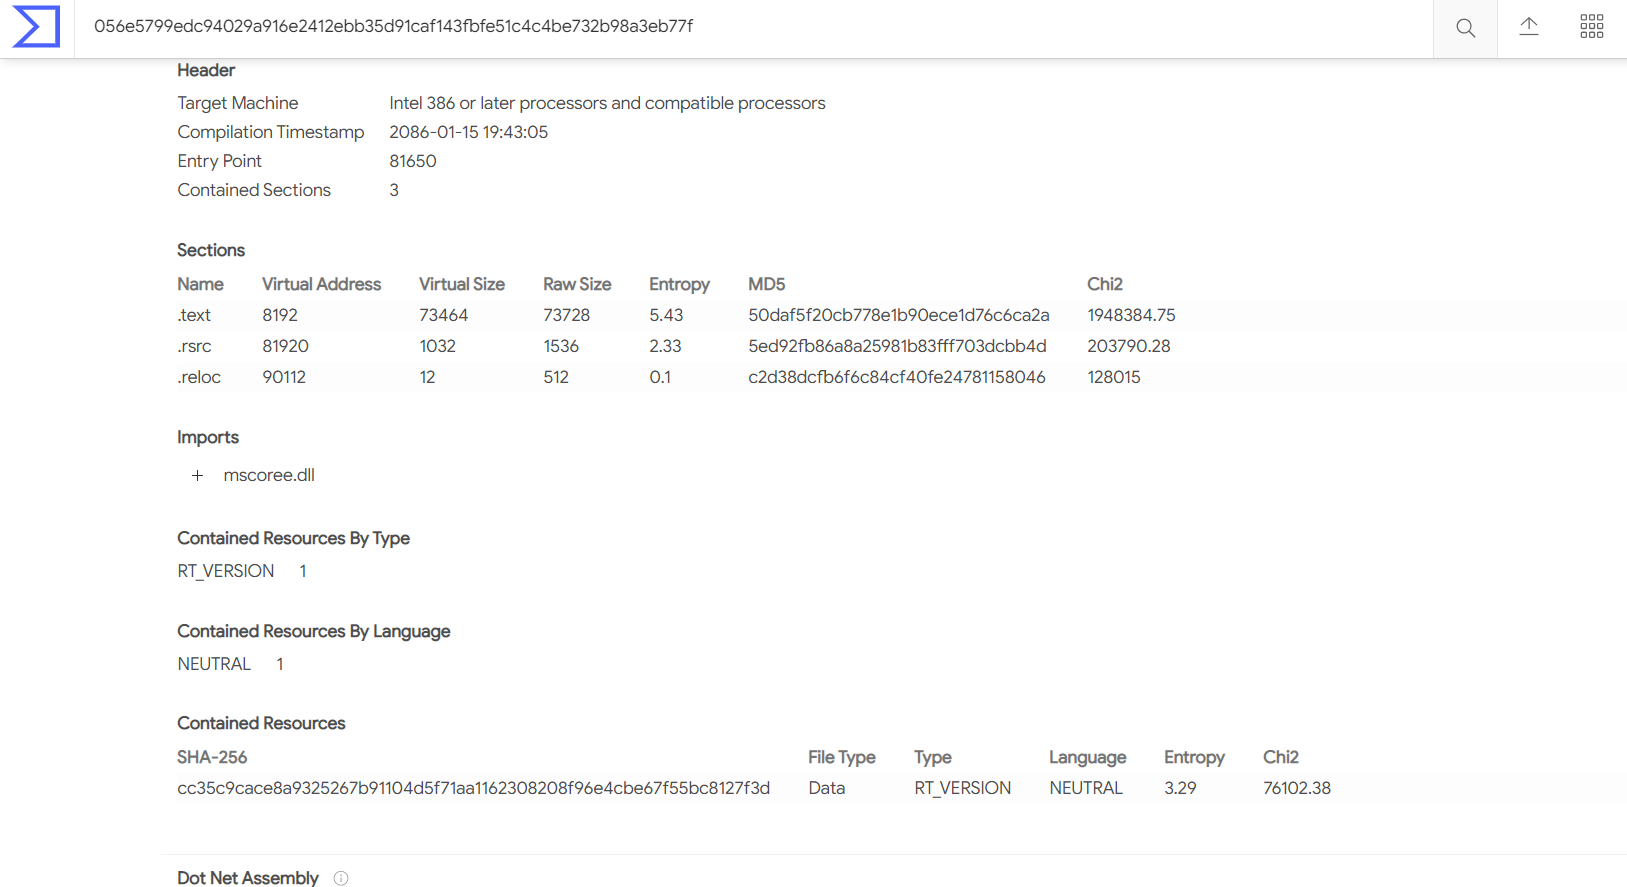 056e5799edc94029a916e2412ebb35d91caf143fbfe51c4c4be732b98a3eb77f
Header
Target Machine Intel 386 or later processors and compatible processors
Compilation Timestamp 2086-01-15 19:43:05
Entry Point 81650
Contained Sections 3
Sections
Name Virtual Address Virtual Size Raw Size Entropy MD5 Chi2
.text 8192 73464 73728 5.43 50daf5f20cb778e1b90ece1d76c6ca2a 1948384.75
.rsrc 81920 1032 1536 2.33 5ed92fb86a8a25981b83fff703dcbb4d 203790.28
.reloc 90112 12 512 0.1 c2d38dcfb6f6c84cf40fe24781158046 128015
Imports
+ mscoree.dll
Contained Resources By Type
RT_VERSION 1
Contained Resources By Language
NEUTRAL 1
Contained Resources
SHA-256 File Type Type Language Entropy Chi2
cc35c9cace8a9325267b91104d5f71aa1162308208f96e4cbe67f55bc8127f3d Data RT_VERSION NEUTRAL 3.29 76102.38
Dot Net Assembly